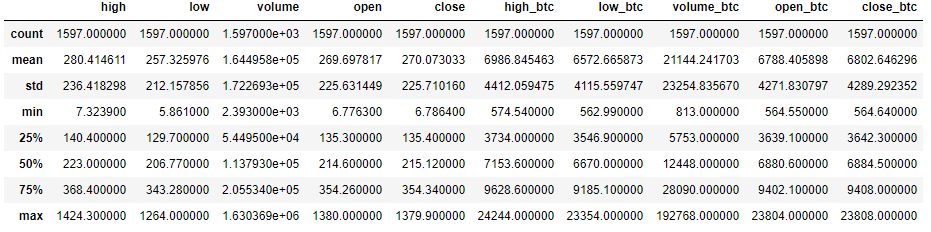 high low volume open close high_btc low_btc volume_btc open_btc close_btc
count 1597.000000 1597.000000 1.597000e+03 1597.000000 1597.000000 1597.000000 1597.000000 1597.000000 1597.000000 1597.000000
mean 280.414611 257.325976 1.644958e+05 269.697817 270.073033 6986.845463 6572.665873 21144.241703 6788.405898 6802.646296
std 236.418298 212.157856 1.722693e+05 225.631449 225.710160 4412.059475 4115.559747 23254.835670 4271.830797 4289.292352
min 7.323900 5.861000 2.393000e+03 6.776300 6.786400 574.540000 562.990000 813.000000 564.550000 564.640000
25% 140.400000 129.700000 5.449500e+04 135.300000 135.400000 3734.000000 3546.900000 5753.000000 3639.100000 3642.300000
50% 223.000000 206.770000 1.137930e+05 214.600000 215.120000 7153.600000 6670.000000 12448.000000 6880.600000 6884.500000
75% 368.400000 343.280000 2.055340e+05 354.260000 354.340000 9628.600000 9185.100000 28090.000000 9402.100000 9408.000000
max 1424.300000 1264.000000 1.630369e+06 1380.000000 1379.900000 24244.000000 23354.000000 192768.000000 23804.000000 23808.000000